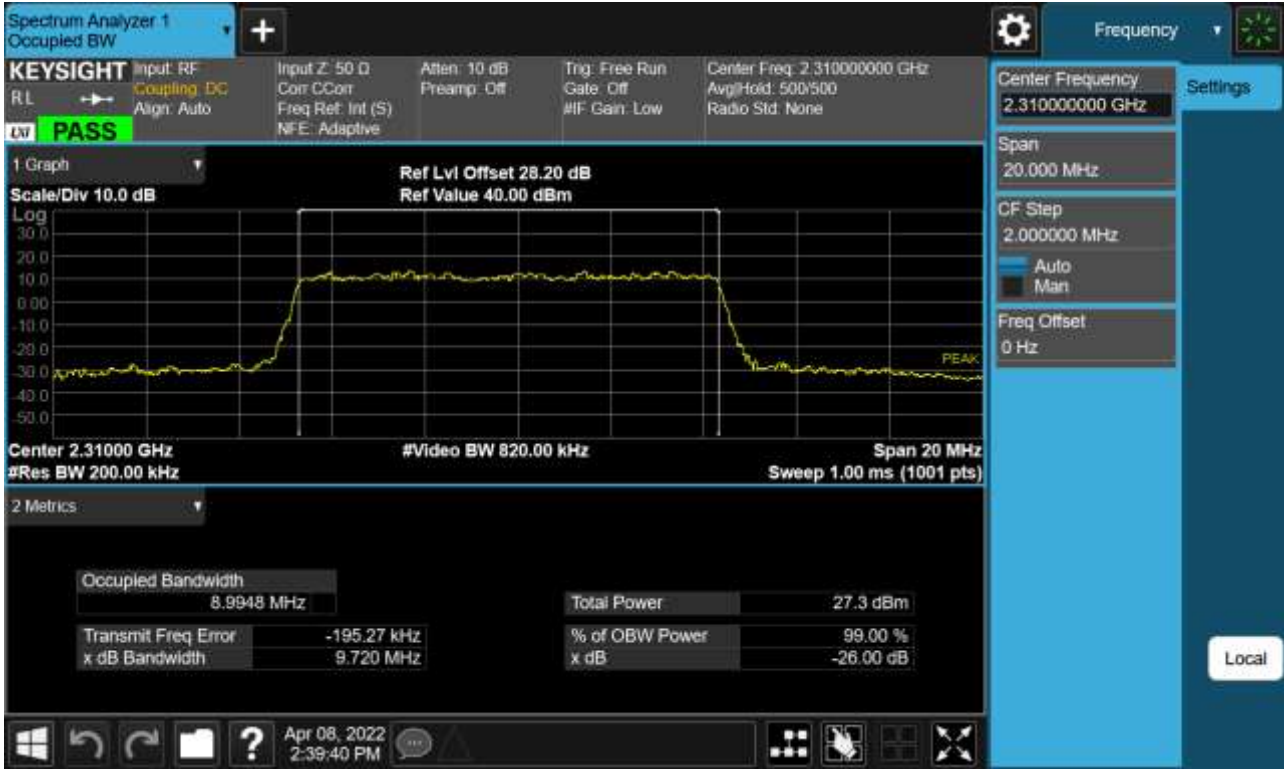 Spectrum Analyzer 1
Occupied BW
+
Frequency
KEYSIGHT
RL
LXI
PASS
Input: RF
Coupling: DC
Align: Auto
Input Z: 50 Ω
Corr CCorr
Freq Ref: Int (S)
NFE: Adaptive
Atten: 10 dB
Preamp: Off
Trig: Free Run
Gate: Off
#IF Gain: Low
Center Freq: 2.310000000 GHz
Avg|Hold: 500/500
Radio Std: None
1 Graph
Scale/Div 10.0 dB
Ref Lvl Offset 28.20 dB
Ref Value 40.00 dBm
Log
30.0
20.0
10.0
0.00
-10.0
-20.0
-30.0
-40.0
-50.0
PEAK
Center 2.31000 GHz
#Video BW 820.00 kHz
Span 20 MHz
#Res BW 200.00 kHz
Sweep 1.00 ms (1001 pts)
2 Metrics
Occupied Bandwidth
8.9948 MHz
Total Power 27.3 dBm
Transmit Freq Error -195.27 kHz
% of OBW Power 99.00 %
x dB Bandwidth 9.720 MHz
x dB -26.00 dB
Center Frequency
2.310000000 GHz
Settings
Span
20.000 MHz
CF Step
2.000000 MHz
Auto
Man
Freq Offset
0 Hz
Local
?
Apr 08, 2022
2:39:40 PM